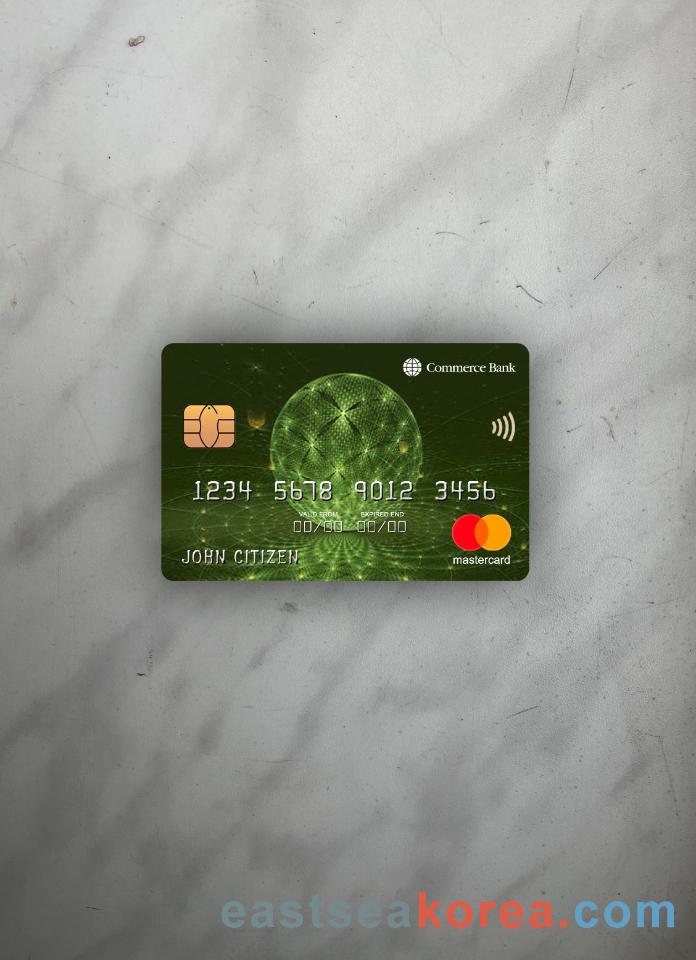 Commerce Bank
1234 5678 9012 3456
VALID FROM EXPIRED END
00/00 00/00
JOHN CITIZEN
mastercard
eastseakorea.com